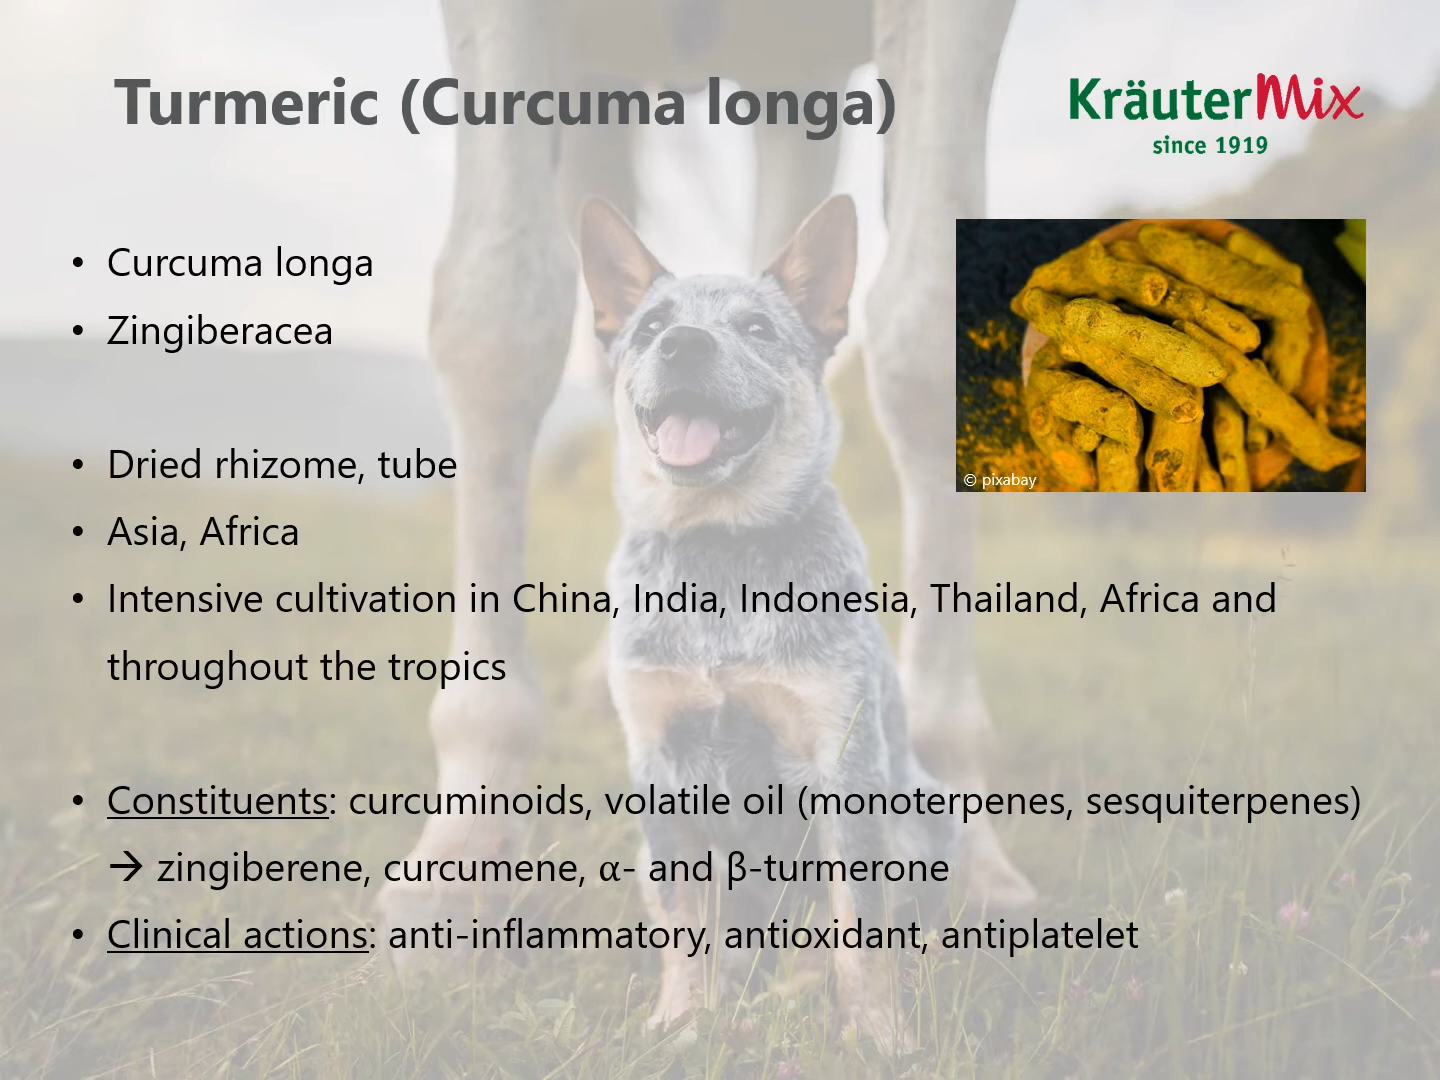 Turmeric (Curcuma longa)
KräuterMix
since 1919
• Curcuma longa
• Zingiberacea
© pixabay
• Dried rhizome, tube
• Asia, Africa
• Intensive cultivation in China, India, Indonesia, Thailand, Africa and
throughout the tropics
• Constituents: curcuminoids, volatile oil (monoterpenes, sesquiterpenes)
→ zingiberene, curcumene, α- and β-turmerone
• Clinical actions: anti-inflammatory, antioxidant, antiplatelet